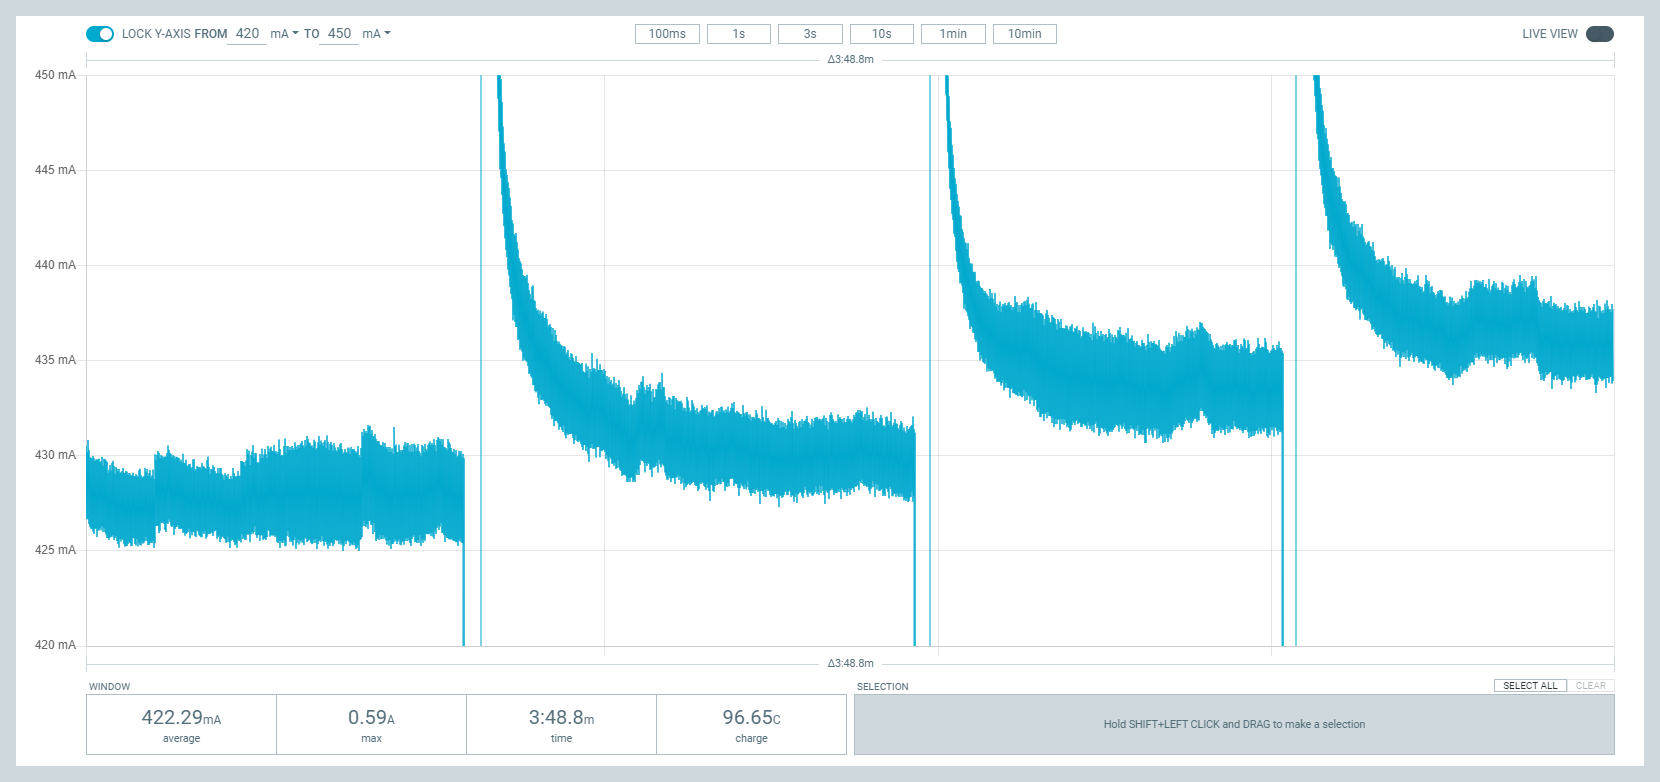 LOCK Y-AXIS FROM 420 mA TO 450 mA
100ms 1s 3s 10s 1min 10min
LIVE VIEW
Δ3:48.8m
450 mA
445 mA
440 mA
435 mA
430 mA
425 mA
420 mA
Δ3:48.8m
WINDOW
422.29mA
average
0.59A
max
3:48.8m
time
96.65C
charge
SELECTION
SELECT ALL CLEAR
Hold SHIFT+LEFT CLICK and DRAG to make a selection